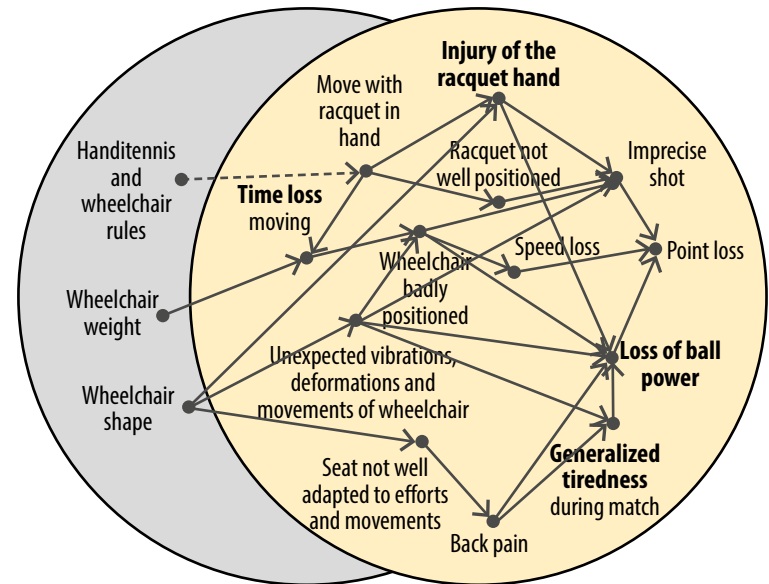 Injury of the
racquet hand
Move with
racquet in
hand
Handitennis
and
wheelchair
rules
Racquet not
well positioned
Imprecise
shot
Time loss
moving
Wheelchair
badly
positioned
Speed loss
Point loss
Wheelchair
weight
Unexpected vibrations,
deformations and
movements of wheelchair
Loss of ball
power
Wheelchair
shape
Seat not well
adapted to efforts
and movements
Generalized
tiredness
during match
Back pain